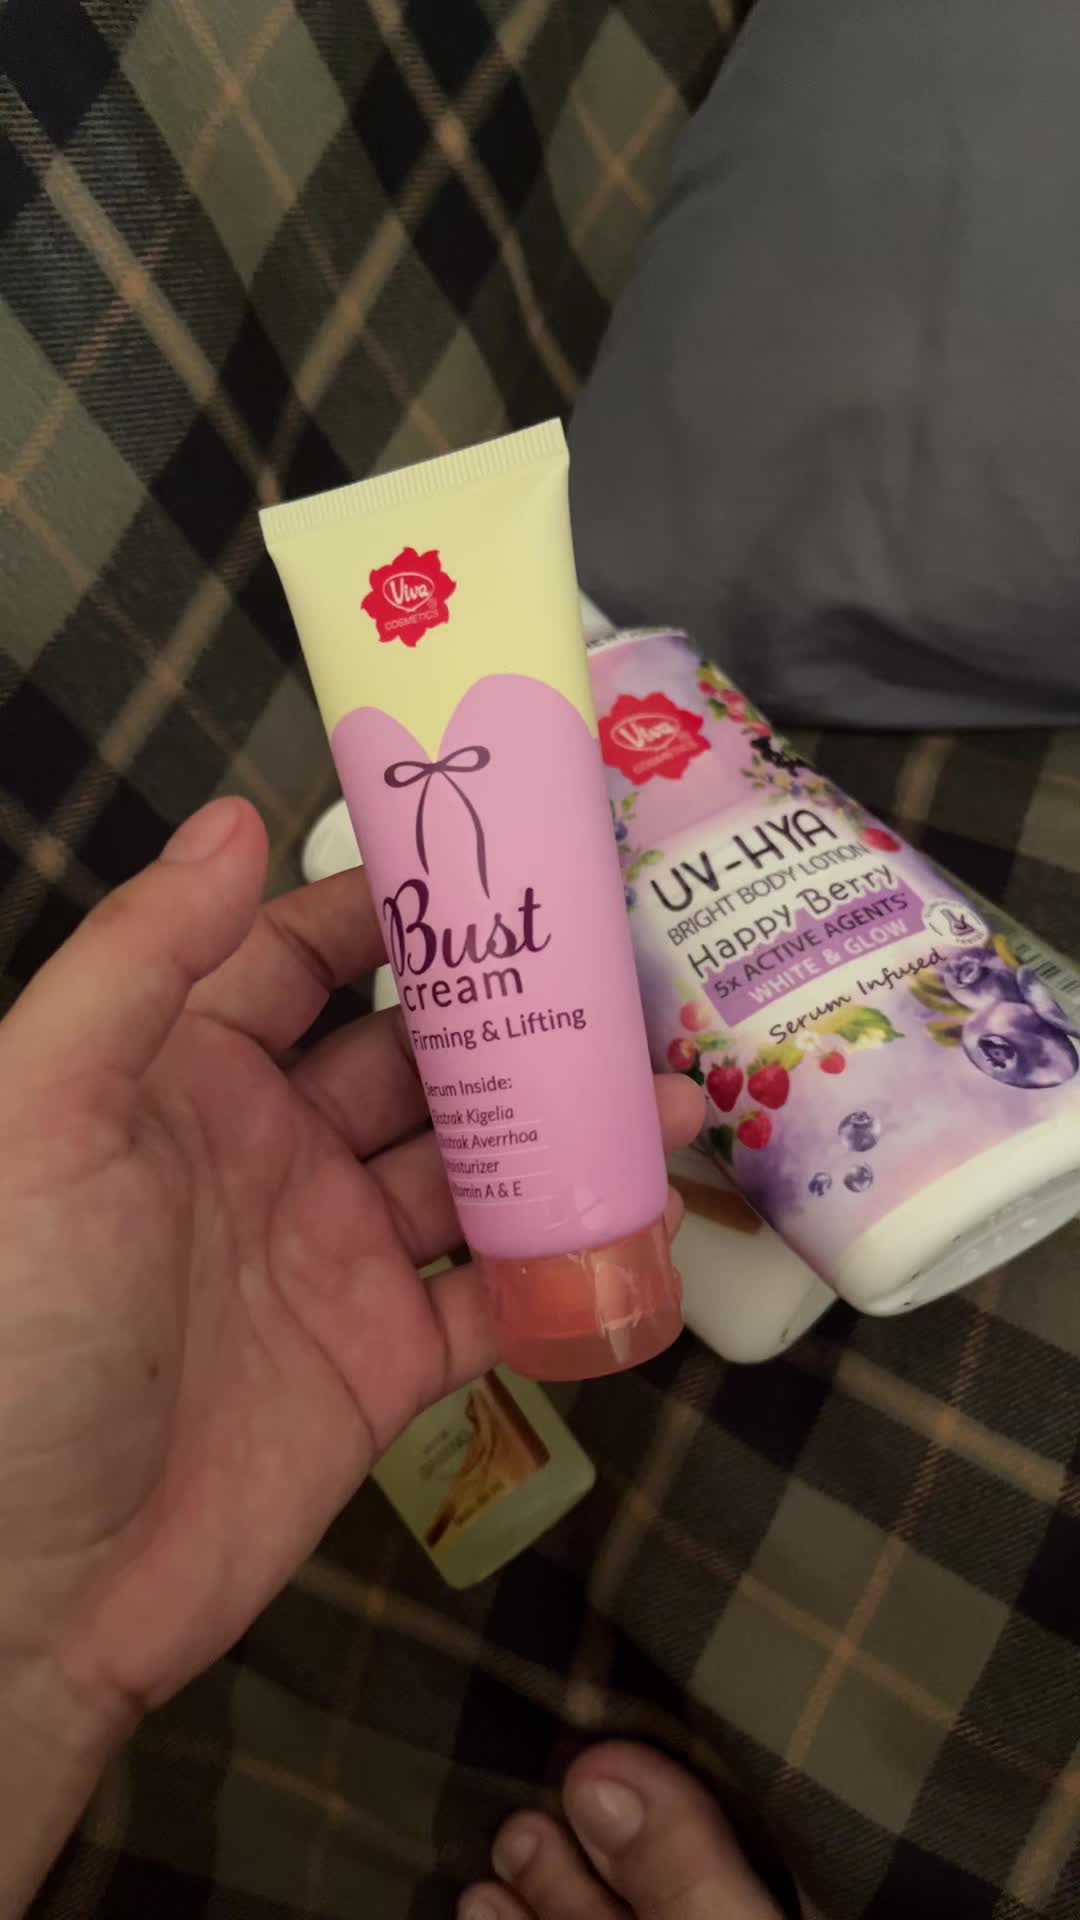 Viva
COSMETICS
Bust
cream
Firming & Lifting
Serum Inside:
Ekstrak Kigelia
Ekstrak Averrhoa
Moisturizer
Vitamin A & E
Viva
COSMETICS
UV-HYA
BRIGHT BODY LOTION
Happy Berry
5x ACTIVE AGENTS
WHITE & GLOW
Serum Infused